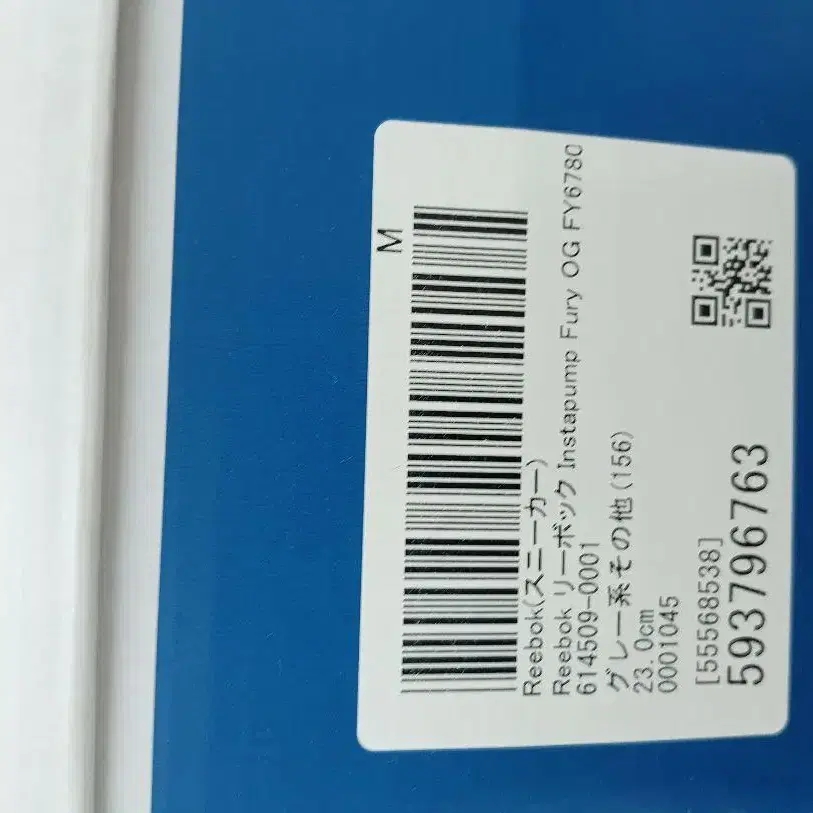 M
Reebok(スニーカー)
Reebok リーボック Instapump Fury OG FY6780
614509-0001
グレー系その他(156)
23.0cm
0001045
[55568538]
593796763